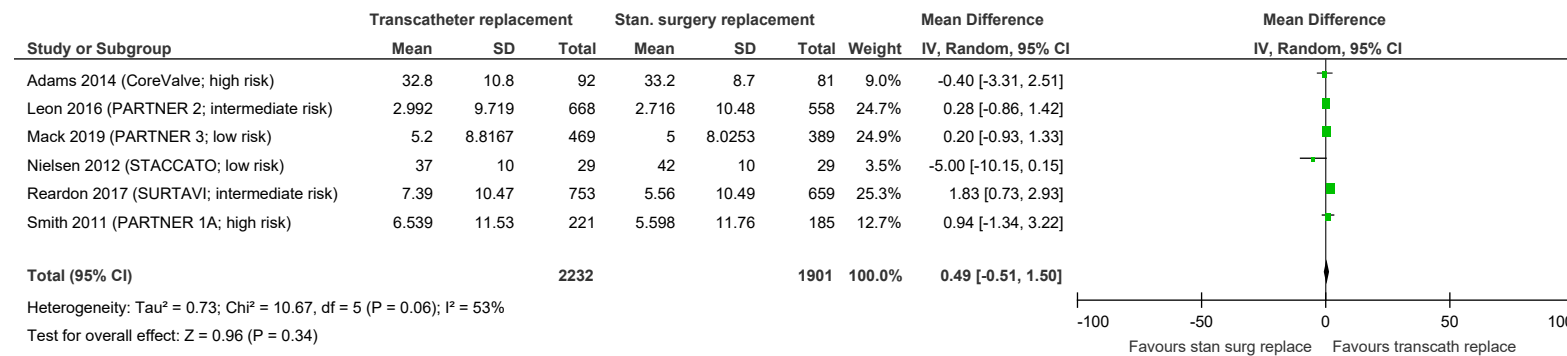 Transcatheter replacement Stan. surgery replacement Mean Difference Mean Difference
Study or Subgroup Mean SD Total Mean SD Total Weight IV, Random, 95% CI IV, Random, 95% CI
Adams 2014 (CoreValve; high risk) 32.8 10.8 92 33.2 8.7 81 9.0% -0.40 [-3.31, 2.51]
Leon 2016 (PARTNER 2; intermediate risk) 2.992 9.719 668 2.716 10.48 558 24.7% 0.28 [-0.86, 1.42]
Mack 2019 (PARTNER 3; low risk) 5.2 8.8167 469 5 8.0253 389 24.9% 0.20 [-0.93, 1.33]
Nielsen 2012 (STACCATO; low risk) 37 10 29 42 10 29 3.5% -5.00 [-10.15, 0.15]
Reardon 2017 (SURTAVI; intermediate risk) 7.39 10.47 753 5.56 10.49 659 25.3% 1.83 [0.73, 2.93]
Smith 2011 (PARTNER 1A; high risk) 6.539 11.53 221 5.598 11.76 185 12.7% 0.94 [-1.34, 3.22]
Total (95% CI) 2232 1901 100.0% 0.49 [-0.51, 1.50]
Heterogeneity: Tau² = 0.73; Chi² = 10.67, df = 5 (P = 0.06); I² = 53%
Test for overall effect: Z = 0.96 (P = 0.34)
-100 -50 0 50
Favours stan surg replace Favours transcath replace